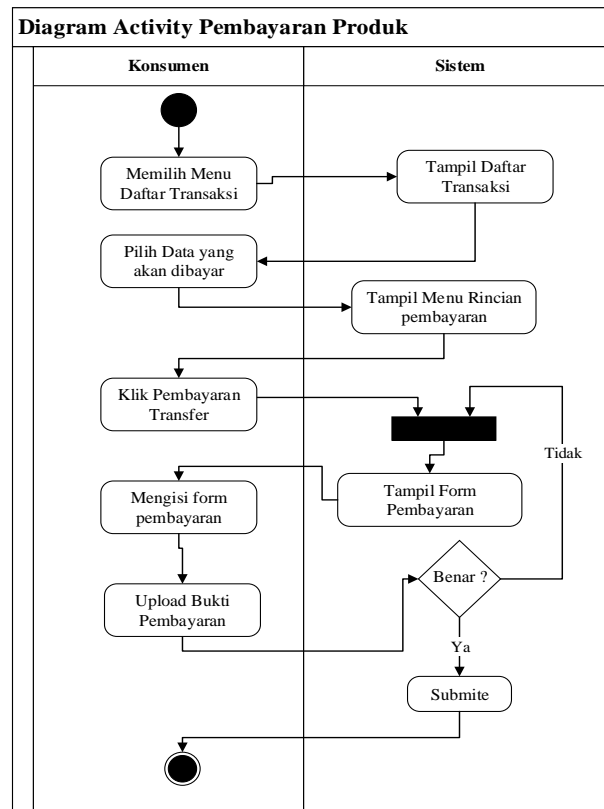 Diagram Activity Pembayaran Produk
Konsumen
Sistem
Memilih Menu
Daftar Transaksi
Tampil Daftar
Transaksi
Pilih Data yang
akan dibayar
Tampil Menu Rincian
pembayaran
Klik Pembayaran
Transfer
Tidak
Tampil Form
Pembayaran
Mengisi form
pembayaran
Benar ?
Upload Bukti
Pembayaran
Ya
Submite